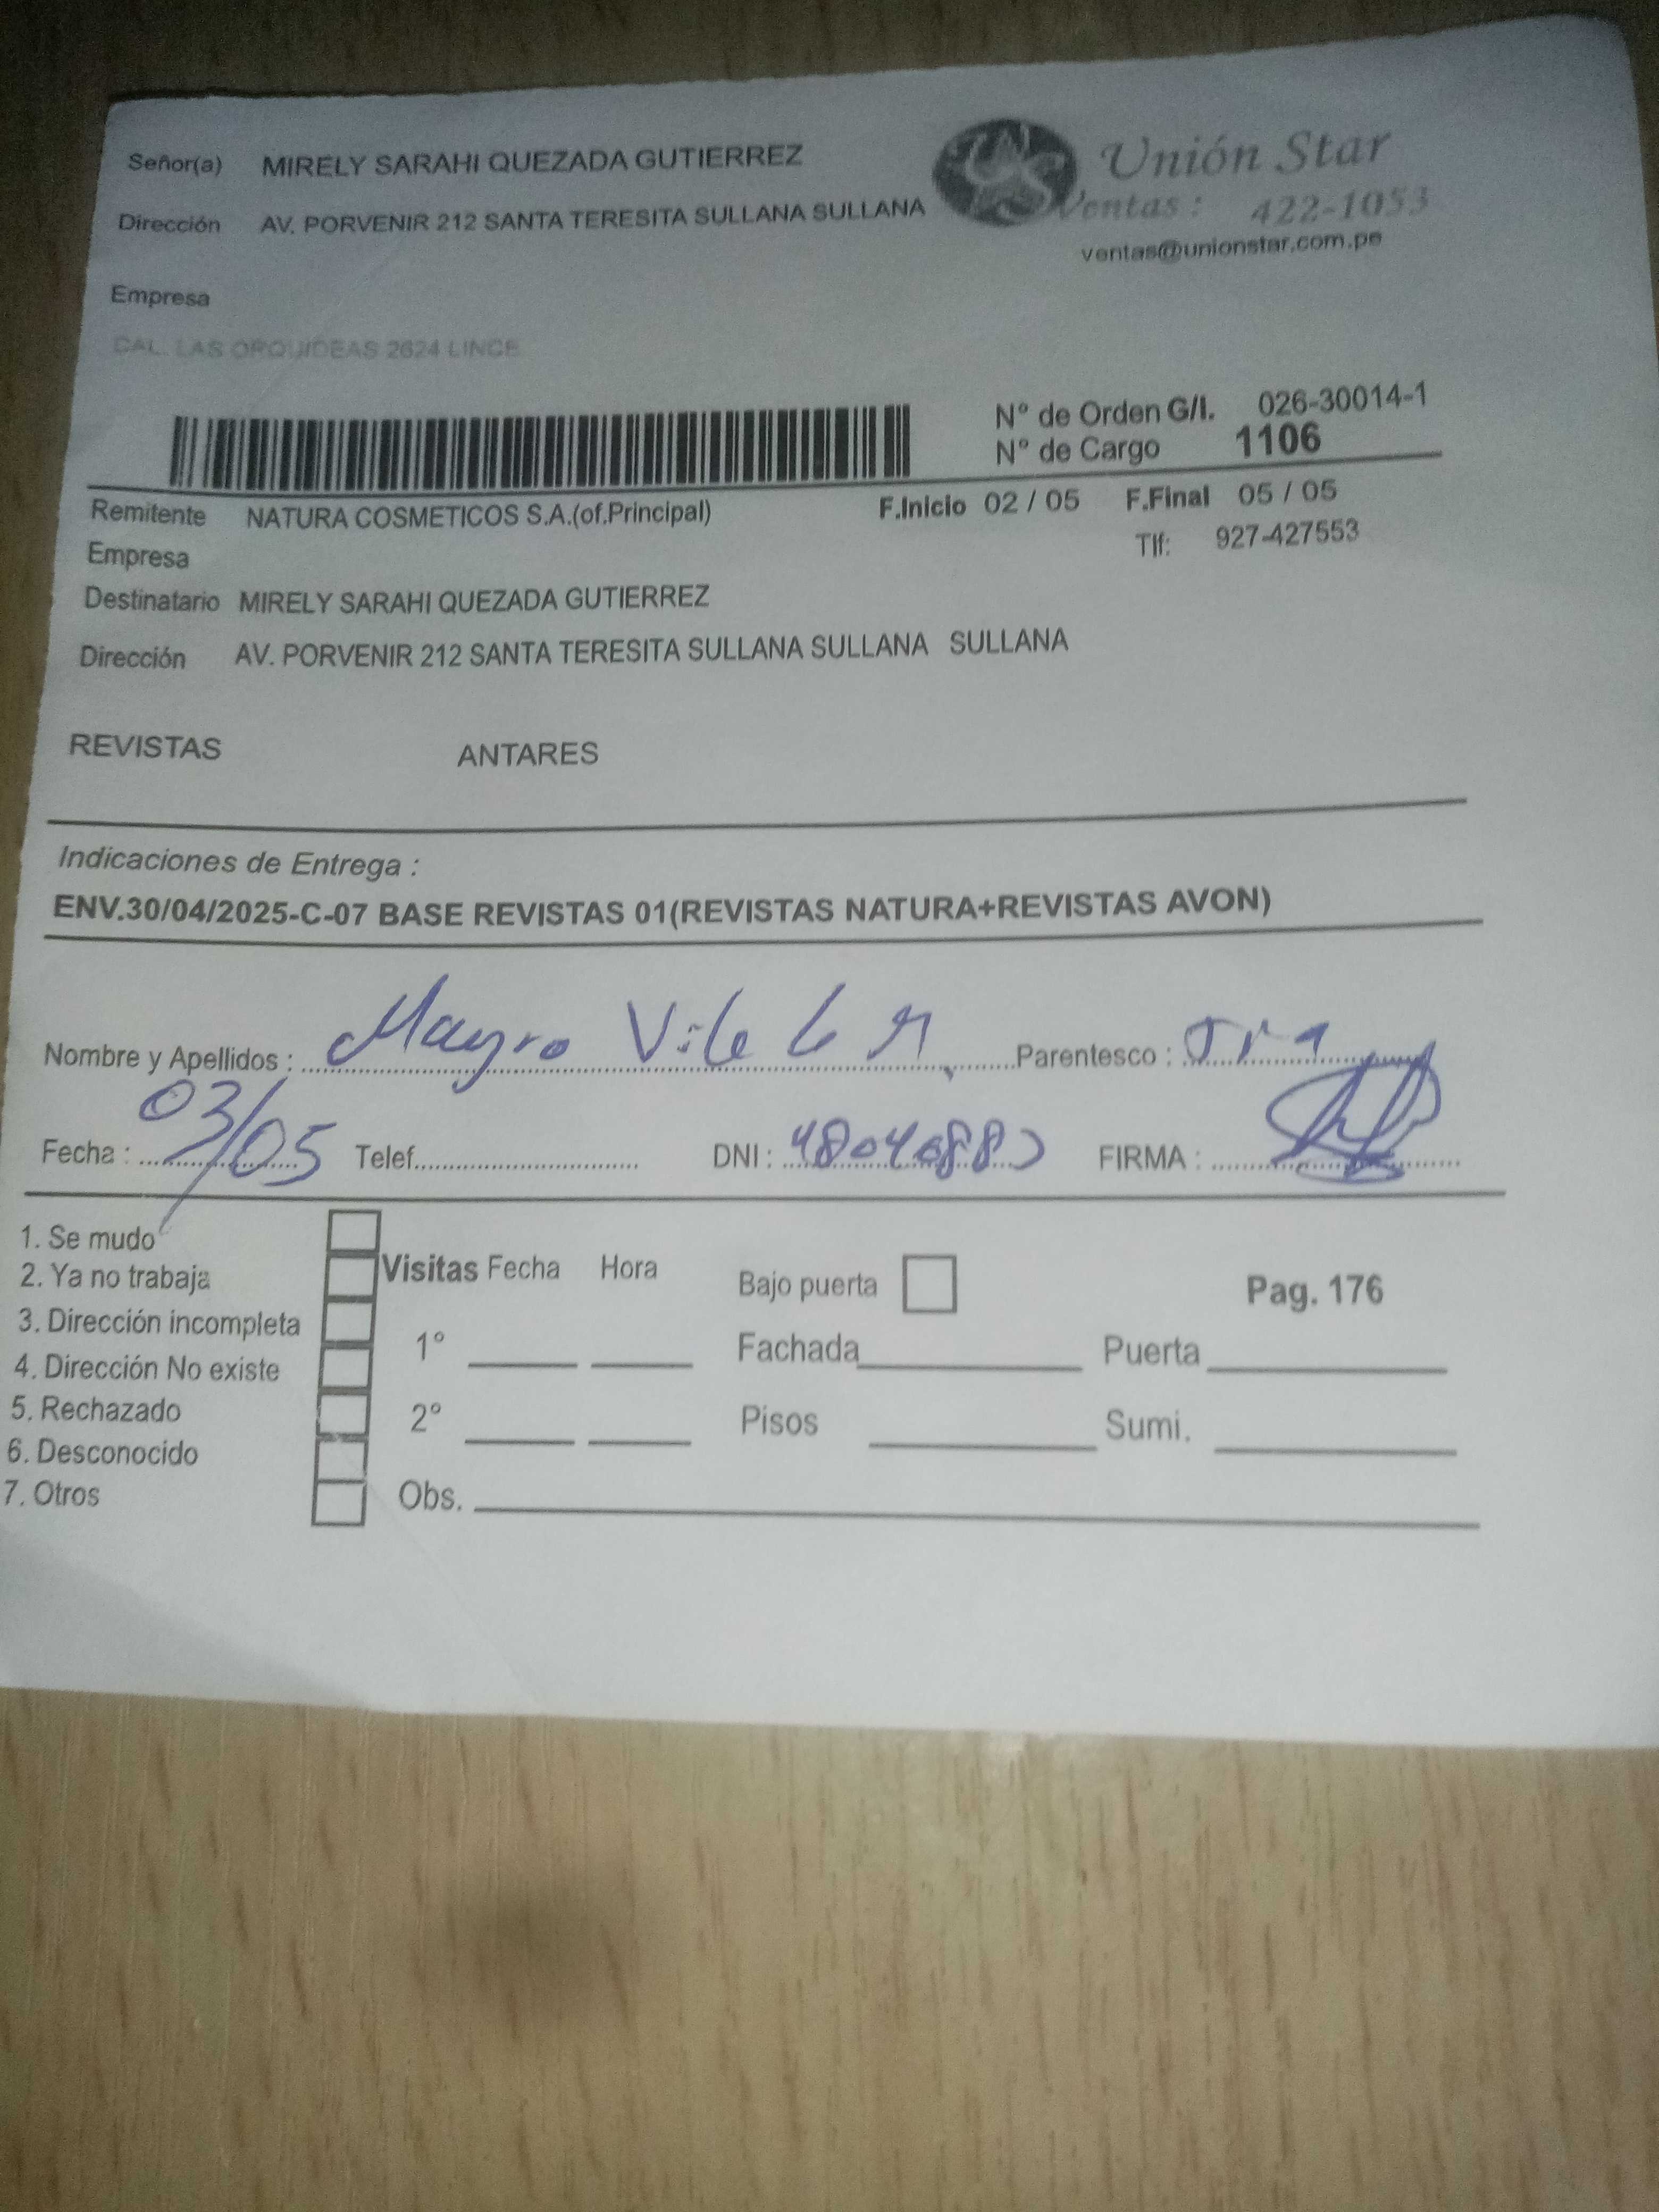 Señor(a) MIRELY SARAHI QUEZADA GUTIERREZ
Dirección AV. PORVENIR 212 SANTA TERESITA SULLANA SULLANA
Unión Star
Ventas : 422-1053
ventas@unionstar.com.pe
Empresa
CAL. LAS ORQUIDEAS 2624 LINCE
N° de Orden G/I. 026-30014-1
N° de Cargo 1106
Remitente NATURA COSMETICOS S.A.(of.Principal) F.Inicio 02 / 05 F.Final 05 / 05
Empresa Tlf: 927-427553
Destinatario MIRELY SARAHI QUEZADA GUTIERREZ
Dirección AV. PORVENIR 212 SANTA TERESITA SULLANA SULLANA SULLANA
REVISTAS ANTARES
Indicaciones de Entrega :
ENV.30/04/2025-C-07 BASE REVISTAS 01(REVISTAS NATURA+REVISTAS AVON)
Nombre y Apellidos : Parentesco :
Fecha : 03/05 Telef. DNI : FIRMA :
1. Se mudo
2. Ya no trabaja
3. Dirección incompleta
4. Dirección No existe
5. Rechazado
6. Desconocido
7. Otros
Visitas Fecha Hora
1°
2°
Obs.
Bajo puerta Pag. 176
Fachada Puerta
Pisos Sumi.